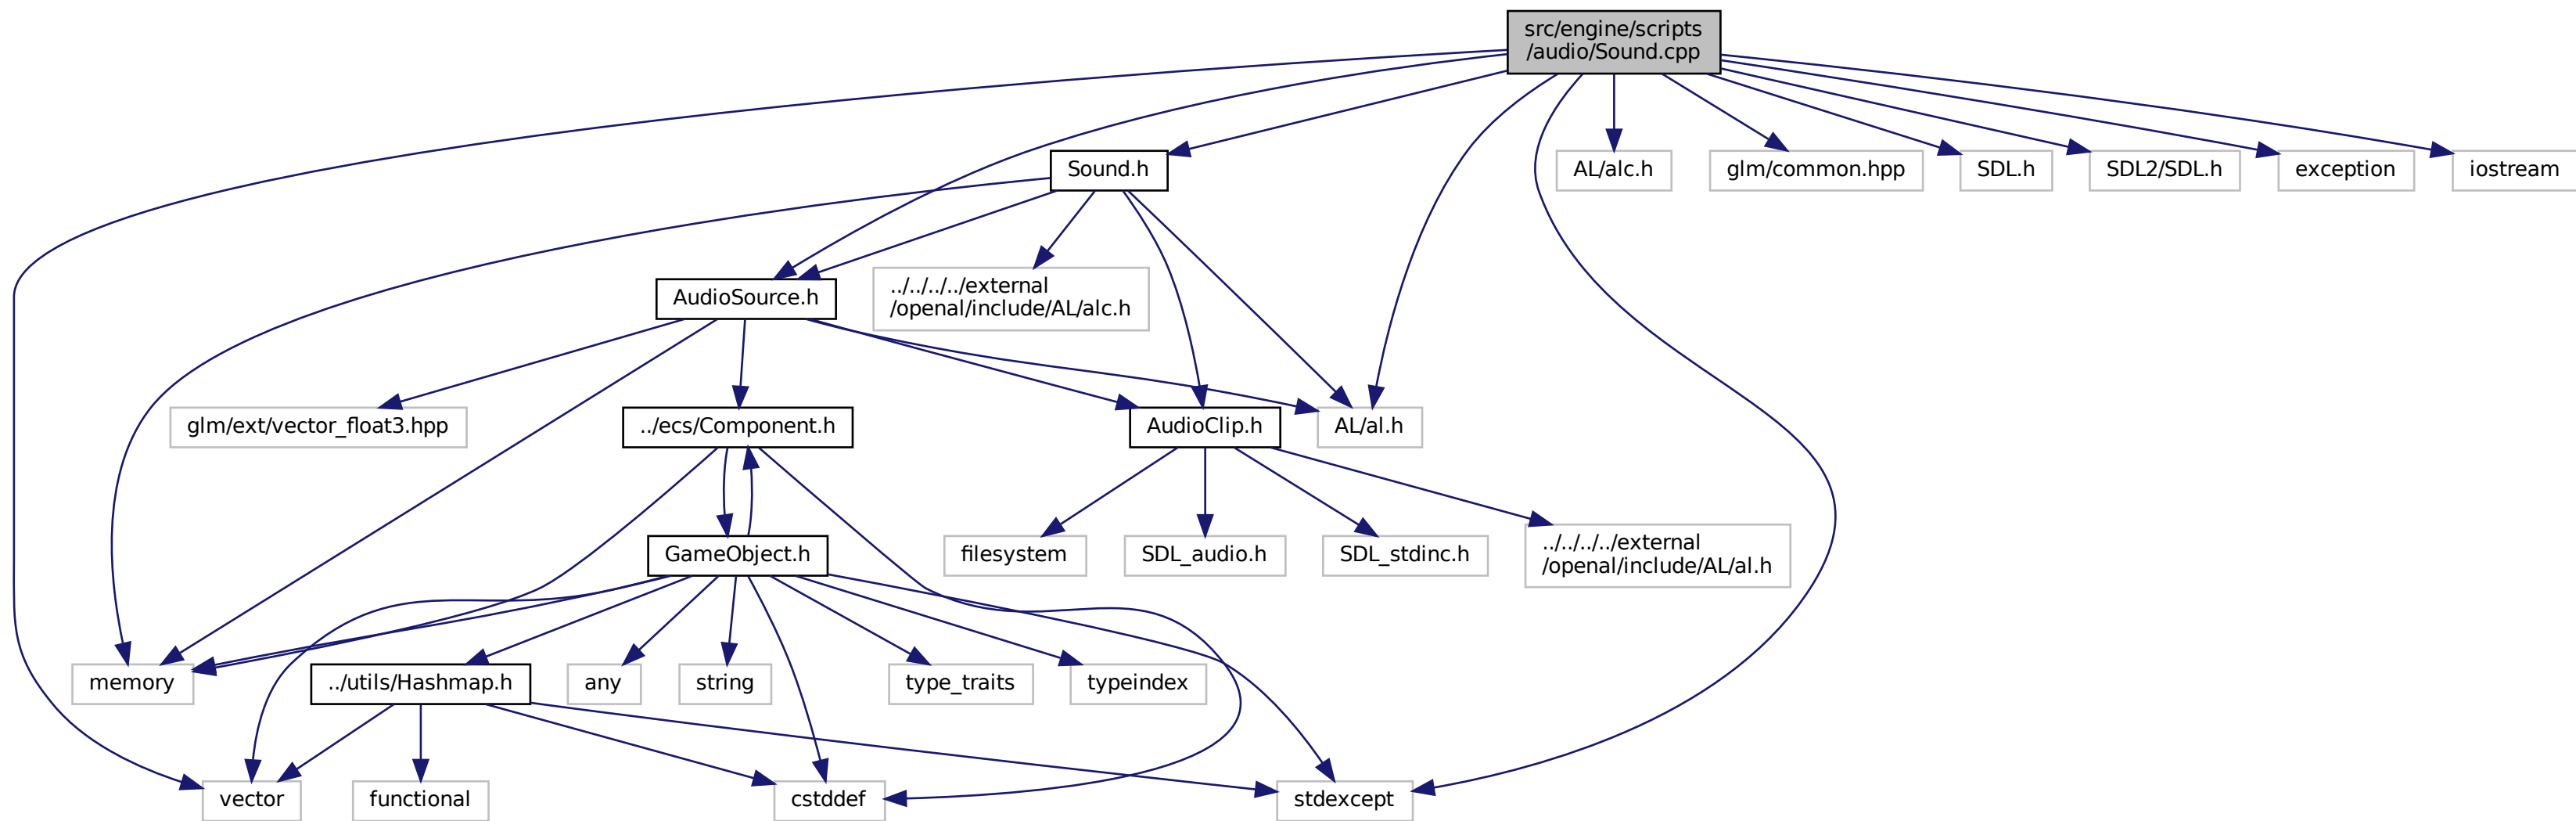 src/engine/scripts
/audio/Sound.cpp
Sound.h
AL/alc.h
glm/common.hpp
SDL.h
SDL2/SDL.h
exception
iostream
AudioSource.h
../../../../external
/openal/include/AL/alc.h
glm/ext/vector_float3.hpp
../ecs/Component.h
AudioClip.h
AL/al.h
GameObject.h
filesystem
SDL_audio.h
SDL_stdinc.h
../../../../external
/openal/include/AL/al.h
memory
../utils/Hashmap.h
any
string
type_traits
typeindex
vector
functional
cstddef
stdexcept